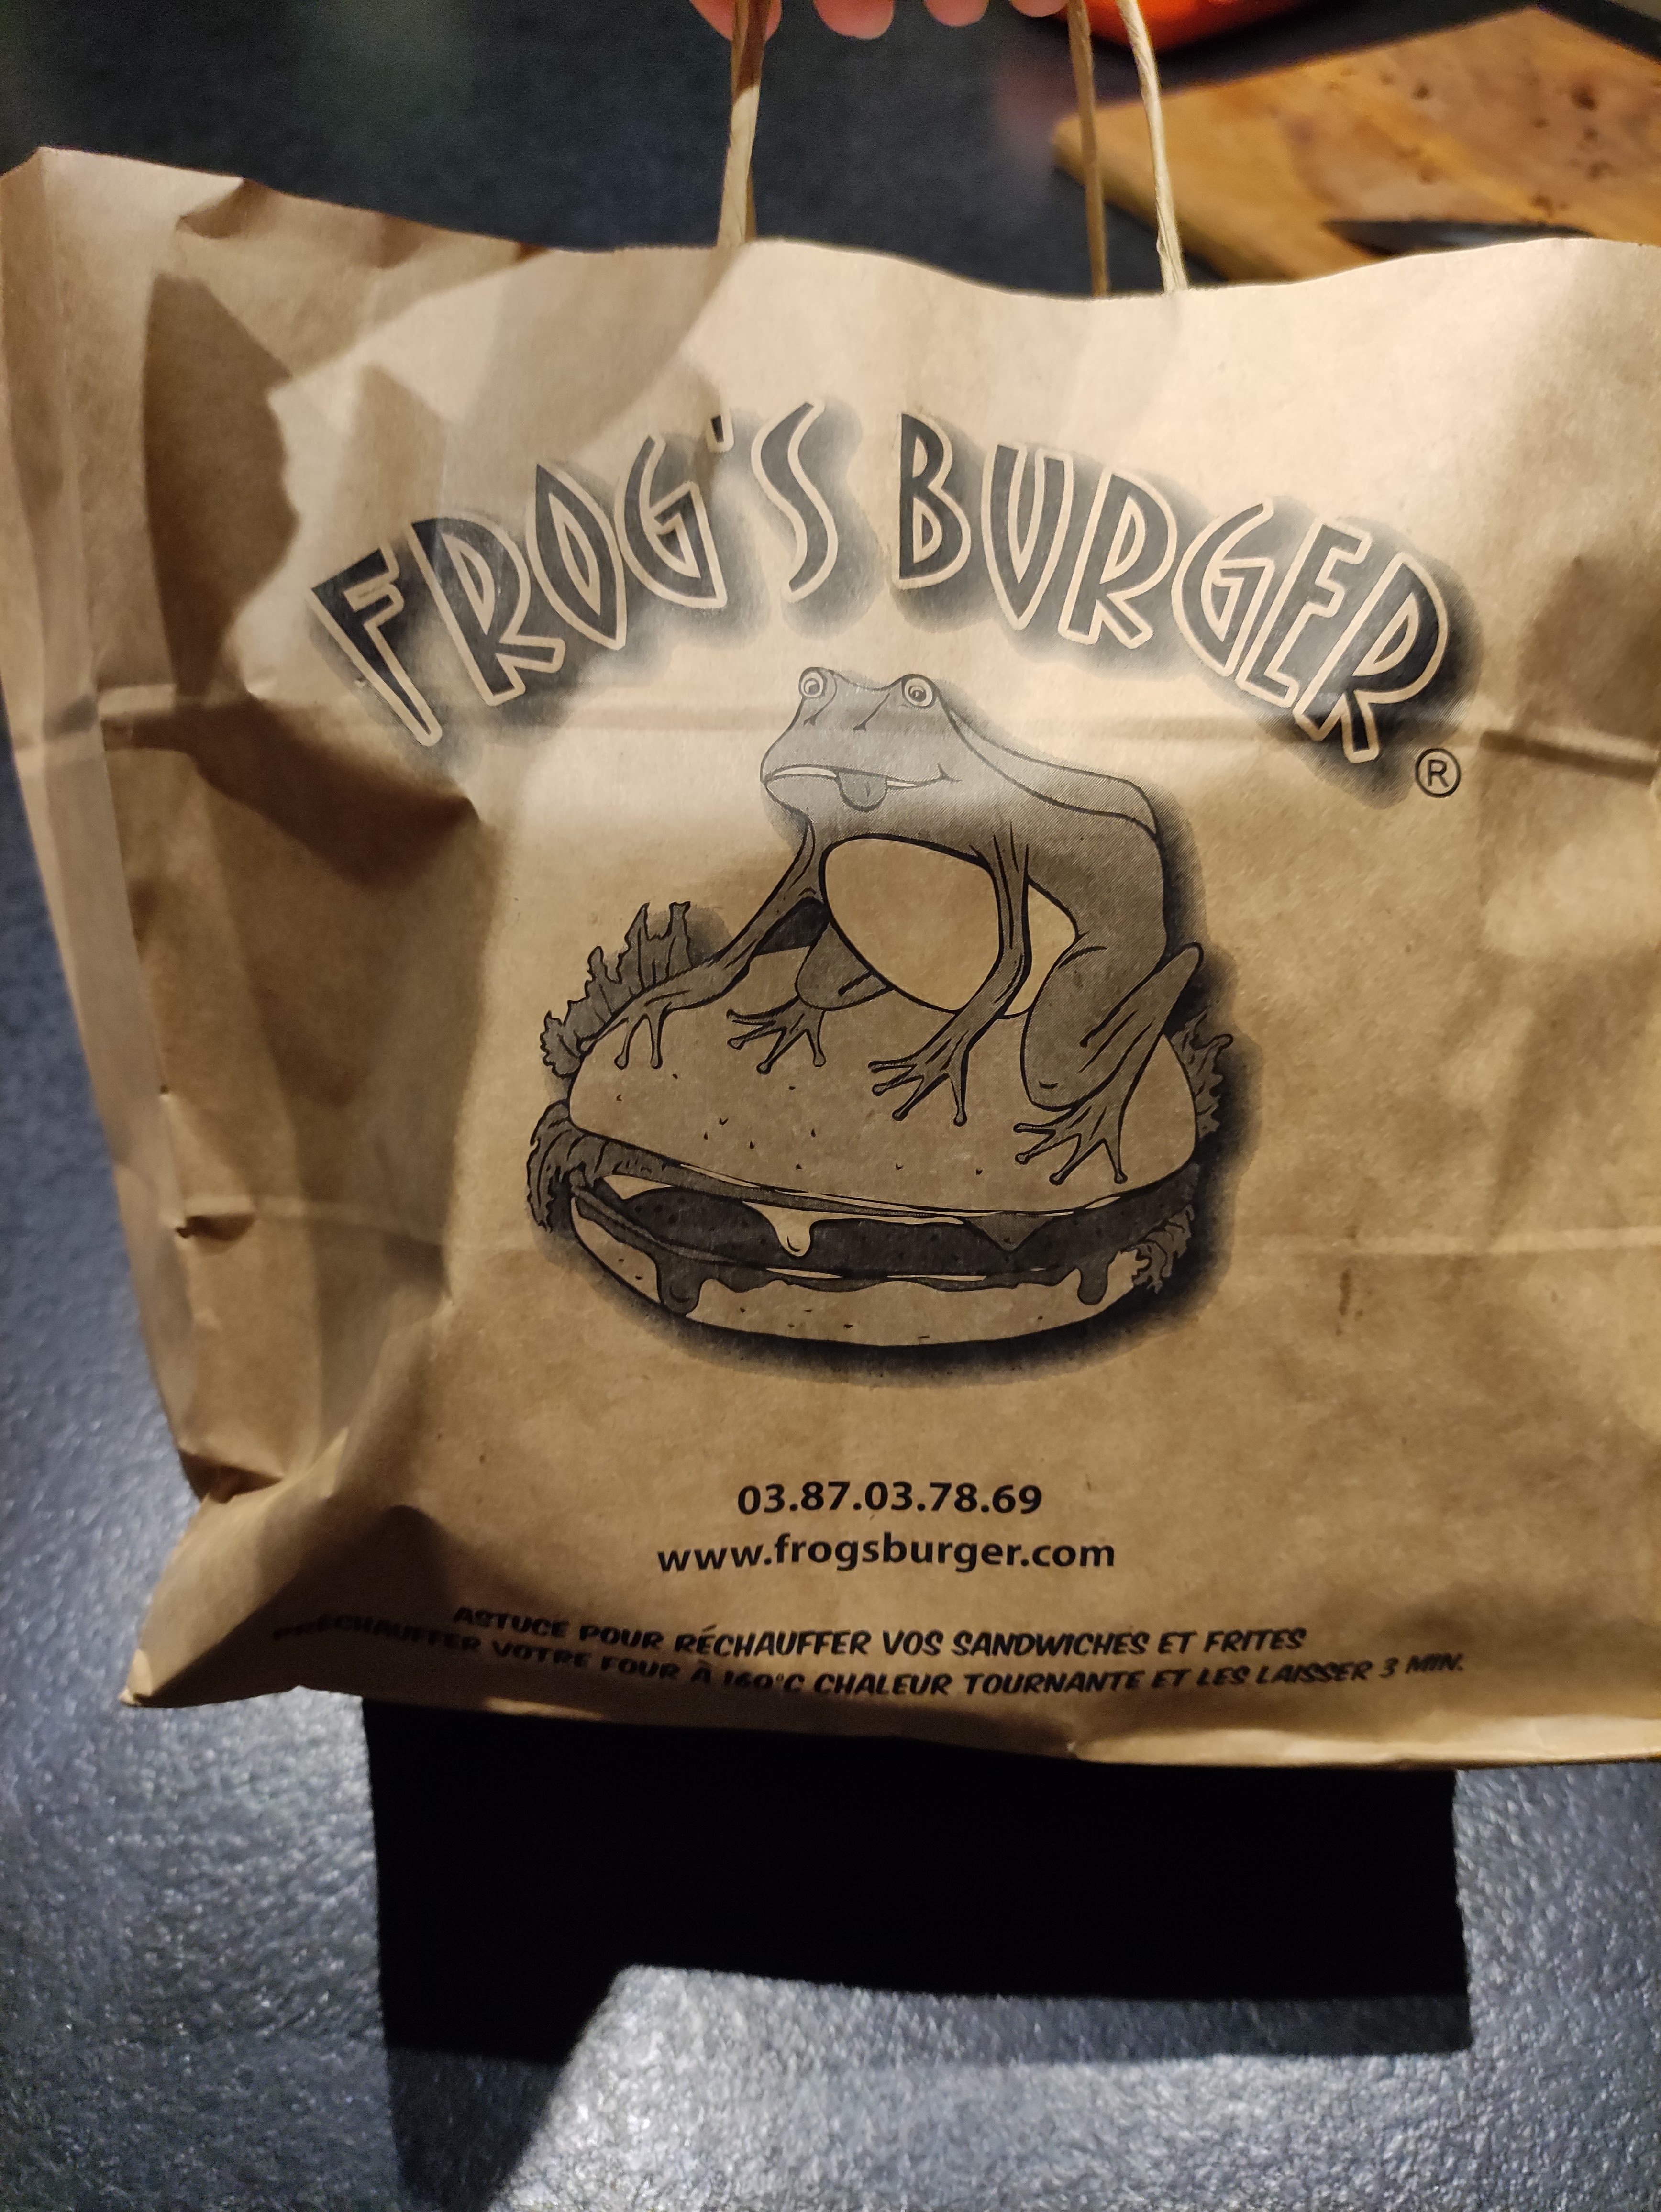 FROG'S BURGER
®
03.87.03.78.69
www.frogsburger.com
ASTUCE POUR RÉCHAUFFER VOS SANDWICHES ET FRITES
PRÉCHAUFFER VOTRE FOUR À 160°C CHALEUR TOURNANTE ET LES LAISSER 3 MIN.